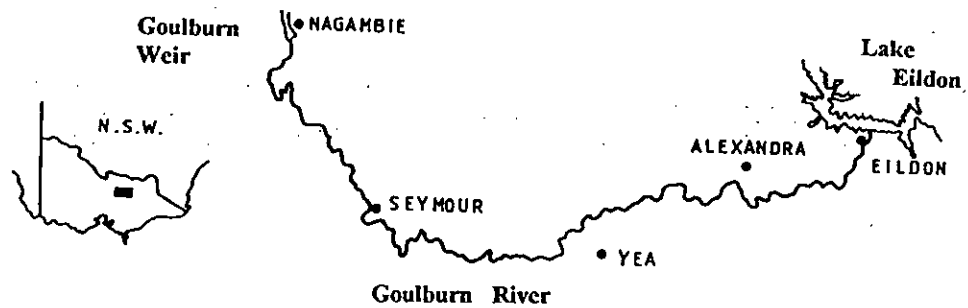 Goulburn
Weir
NAGAMBIE
Lake
Eildon
N.S.W.
ALEXANDRA
EILDON
SEYMOUR
YEA
Goulburn River